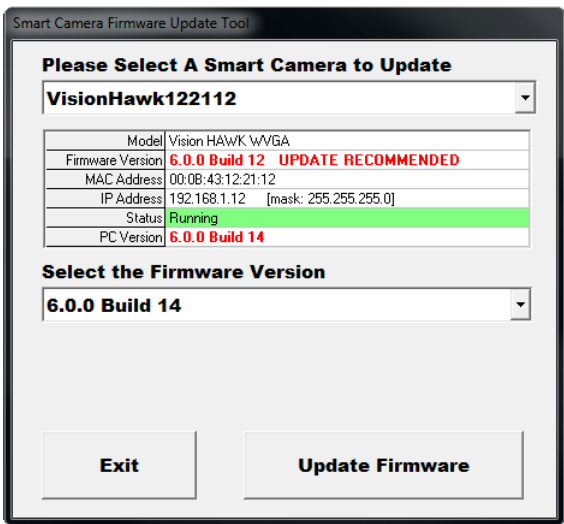 Smart Camera Firmware Update Tool
Please Select A Smart Camera to Update
VisionHawk122112
Model Vision HAWK WVGA
Firmware Version 6.0.0 Build 12 UPDATE RECOMMENDED
MAC Address 00:0B:43:12:21:12
IP Address 192.168.1.12 [mask: 255.255.255.0]
Status Running
PC Version 6.0.0 Build 14
Select the Firmware Version
6.0.0 Build 14
Exit Update Firmware